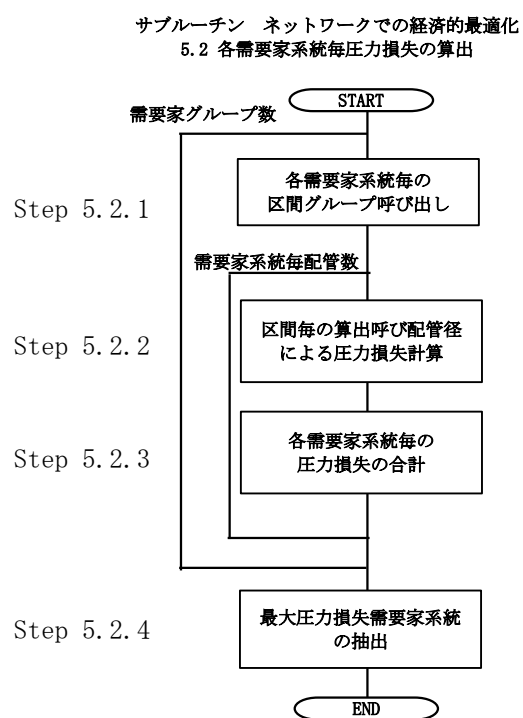 サブルーチン　ネットワークでの経済的最適化
5.2 各需要家系統毎圧力損失の算出
START
需要家グループ数
Step 5.2.1
各需要家系統毎の
区間グループ呼び出し
需要家系統毎配管数
Step 5.2.2
区間毎の算出呼び配管径
による圧力損失計算
Step 5.2.3
各需要家系統毎の
圧力損失の合計
Step 5.2.4
最大圧力損失需要家系統
の抽出
END